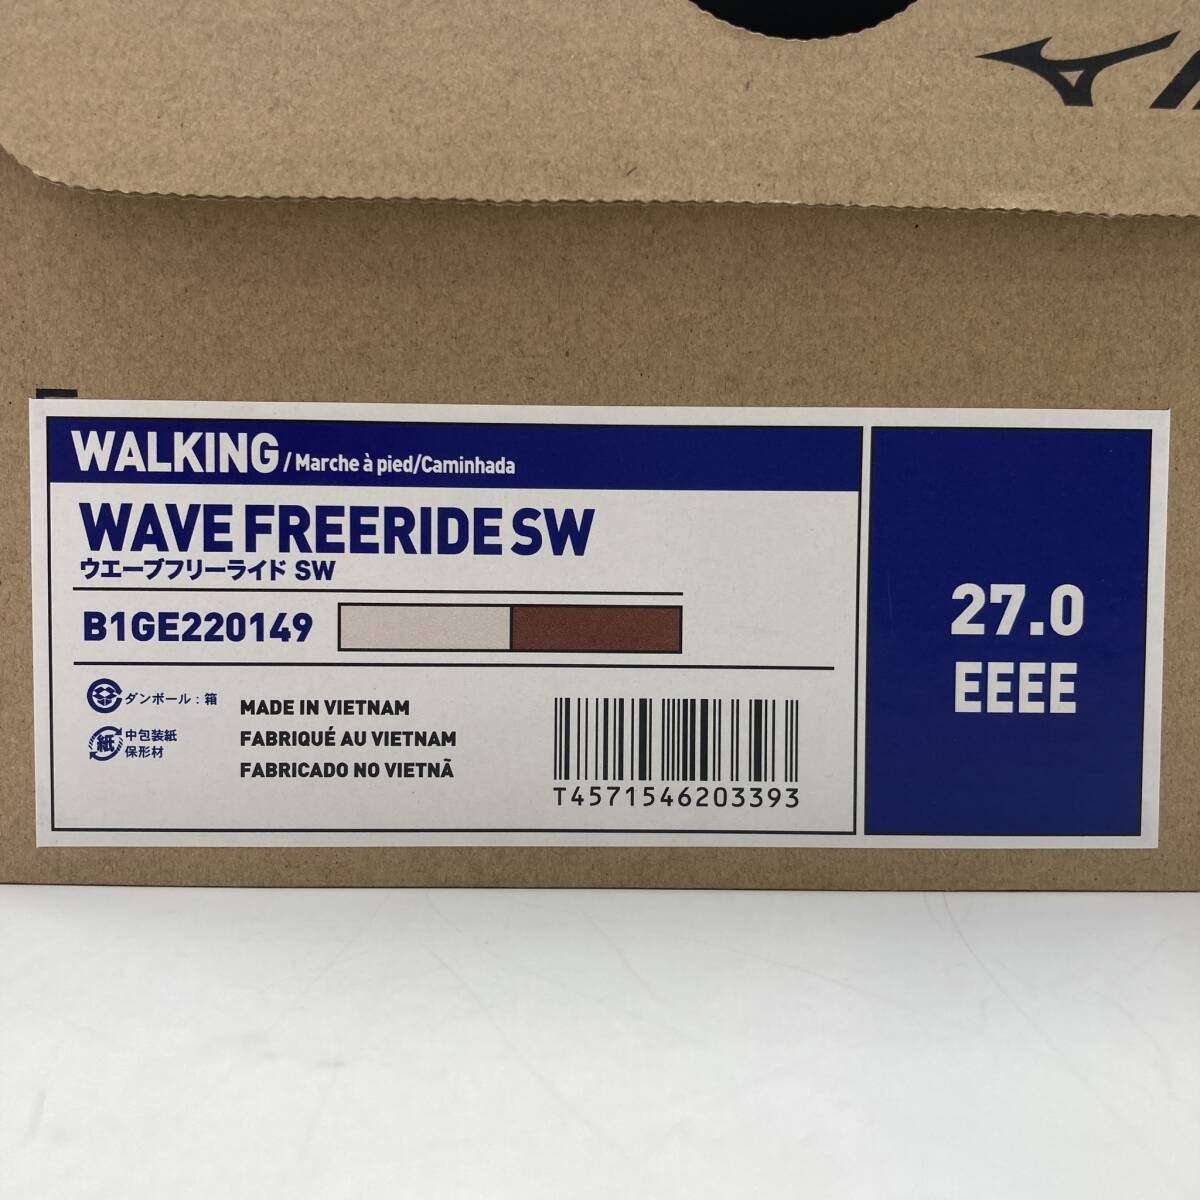 WALKING/Marche à pied/Caminhada
WAVE FREERIDE SW
ウエーブフリーライド SW
B1GE220149
27.0
EEEE
ダンボール：箱
紙
中包装紙
保形材
MADE IN VIETNAM
FABRIQUÉ AU VIETNAM
FABRICADO NO VIETNÃ
T4571546203393